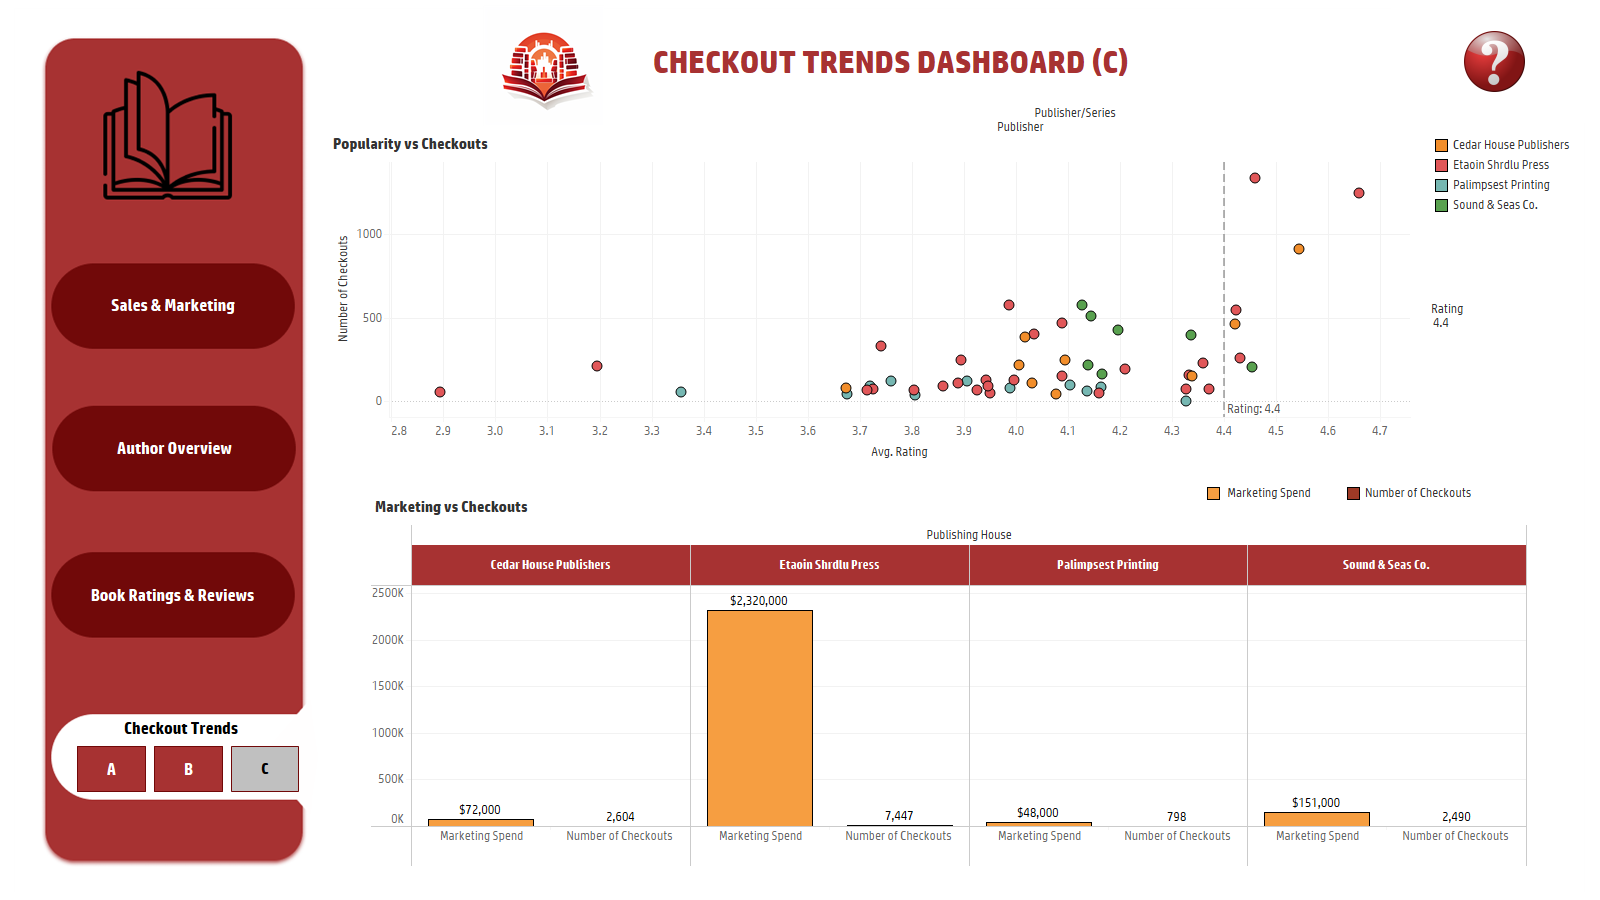 CHECKOUT TRENDS DASHBOARD (C)
?
Sales & Marketing
Author Overview
Book Ratings & Reviews
Checkout Trends
A B C
Publisher/Series
Publisher
Popularity vs Checkouts
Cedar House Publishers
Etaoin Shrdlu Press
Palimpsest Printing
Sound & Seas Co.
Number of Checkouts
1000
500
0
Rating
4.4
Rating: 4.4
2.8 2.9 3.0 3.1 3.2 3.3 3.4 3.5 3.6 3.7 3.8 3.9 4.0 4.1 4.2 4.3 4.4 4.5 4.6 4.7
Avg. Rating
Marketing Spend Number of Checkouts
Marketing vs Checkouts
Publishing House
Cedar House Publishers Etaoin Shrdlu Press Palimpsest Printing Sound & Seas Co.
2500K
2000K
1500K
1000K
500K
0K
$72,000 2,604 $2,320,000 7,447 $48,000 798 $151,000 2,490
Marketing Spend Number of Checkouts Marketing Spend Number of Checkouts Marketing Spend Number of Checkouts Marketing Spend Number of Checkouts